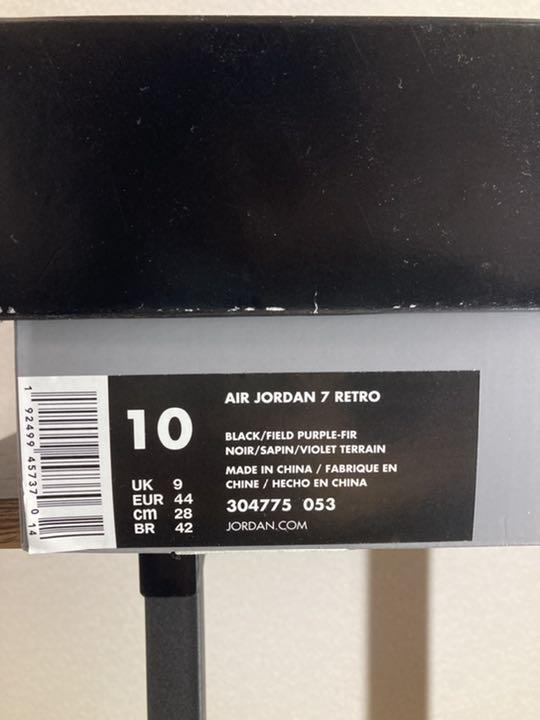 1 92499 45737 0 14
10
UK 9
EUR 44
cm 28
BR 42
AIR JORDAN 7 RETRO
BLACK/FIELD PURPLE-FIR
NOIR/SAPIN/VIOLET TERRAIN
MADE IN CHINA / FABRIQUE EN
CHINE / HECHO EN CHINA
304775 053
JORDAN.COM